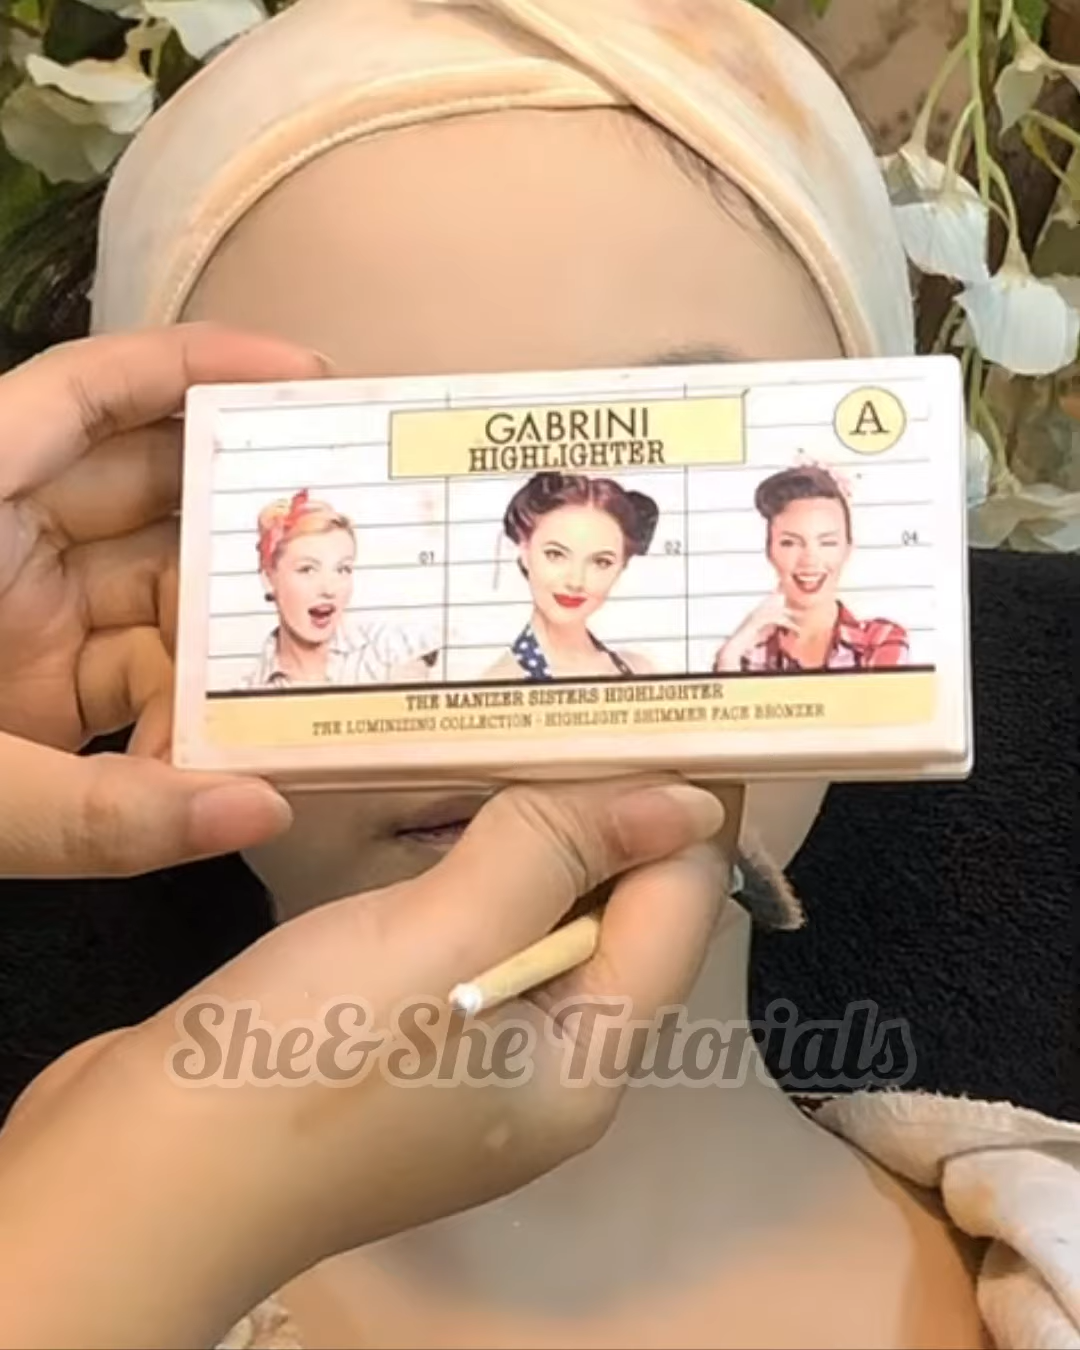 GABRINI
HIGHLIGHTER
A
01
02
04
THE MANIZER SISTERS HIGHLIGHTER
THE LUMINIZING COLLECTION - HIGHLIGHT SHIMMER FACE BRONZER
She&She Tutorials